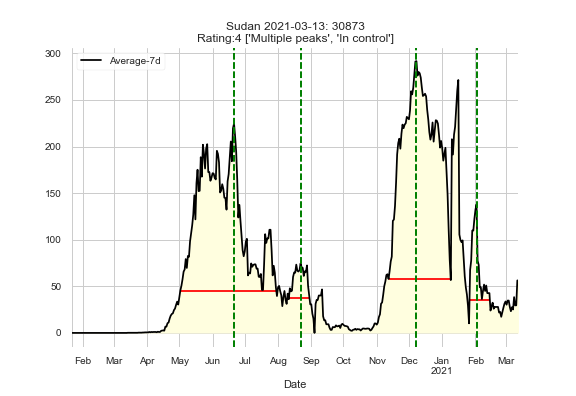 Sudan 2021-03-13: 30873
Rating:4 ['Multiple peaks', 'In control']
Average-7d
300
250
200
150
100
50
0
Feb Mar Apr May Jun Jul Aug Sep Oct Nov Dec Jan Feb Mar
2021
Date